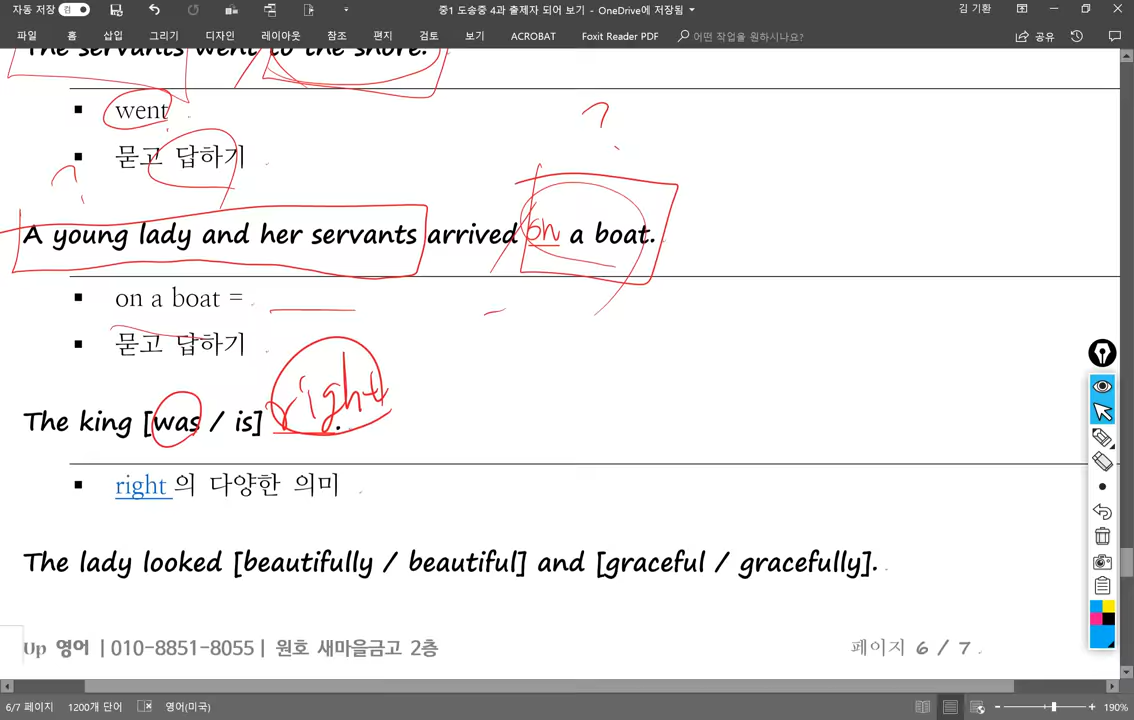 자동 저장 켬
중1 도송중 4과 출제자 되어 보기 - OneDrive에 저장됨
김 기환
파일 홈 삽입 그리기 디자인 레이아웃 참조 편지 검토 보기 ACROBAT Foxit Reader PDF 어떤 작업을 원하시나요? 공유
The servants went to the shore.
▪ went
?
▪ 묻고 답하기
?
A young lady and her servants arrived on a boat.
▪ on a boat =
▪ 묻고 답하기
The king [was / is] right.
▪ right 의 다양한 의미
The lady looked [beautifully / beautiful] and [graceful / gracefully].
Up 영어 | 010-8851-8055 | 원호 새마을금고 2층
페이지 6 / 7
6/7 페이지 1200개 단어 영어(미국) 190%